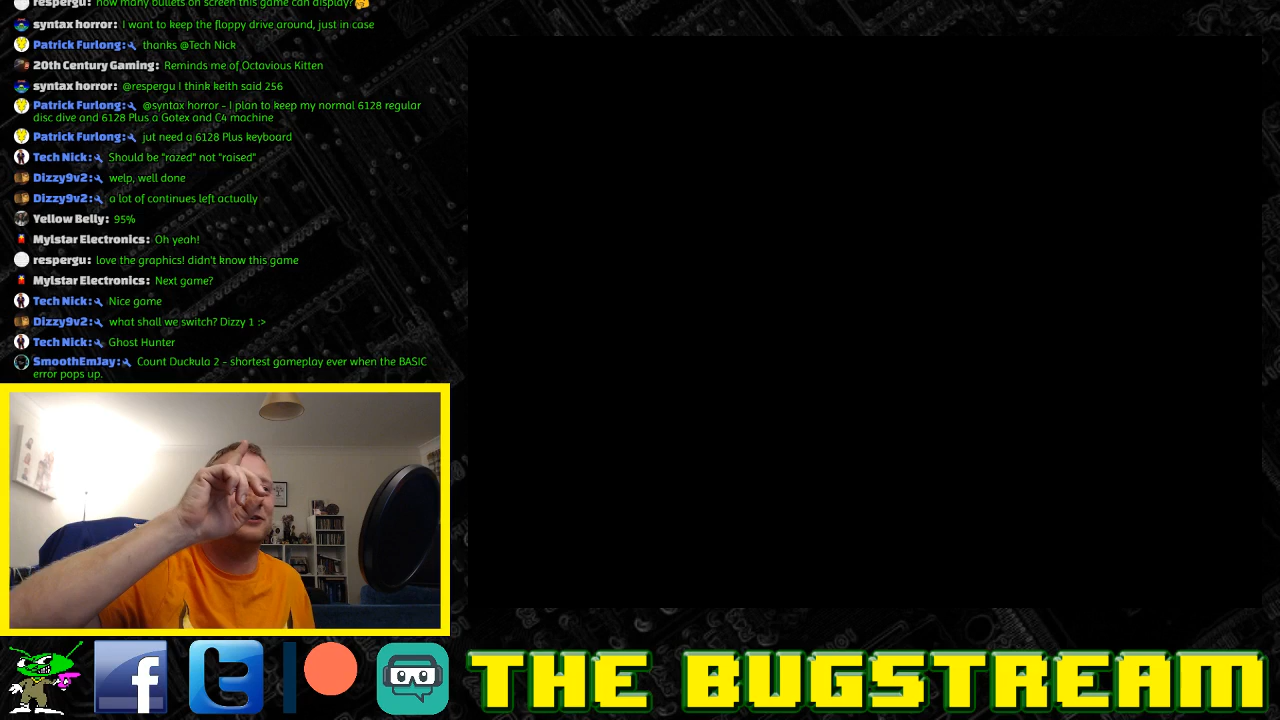 respergu: how many bullets on screen this game can display?
syntax horror: I want to keep the floppy drive around, just in case
Patrick Furlong: thanks @Tech Nick
20th Century Gaming: Reminds me of Octavious Kitten
syntax horror: @respergu I think keith said 256
Patrick Furlong: @syntax horror - I plan to keep my normal 6128 regular
disc dive and 6128 Plus a Gotex and C4 machine
Patrick Furlong: jut need a 6128 Plus keyboard
Tech Nick: Should be "razed" not "raised"
Dizzy9v2: welp, well done
Dizzy9v2: a lot of continues left actually
Yellow Belly: 95%
Mylstar Electronics: Oh yeah!
respergu: love the graphics! didn't know this game
Mylstar Electronics: Next game?
Tech Nick: Nice game
Dizzy9v2: what shall we switch? Dizzy 1 :>
Tech Nick: Ghost Hunter
SmoothEmJay: Count Duckula 2 - shortest gameplay ever when the BASIC
error pops up.
THE BUGSTREAM